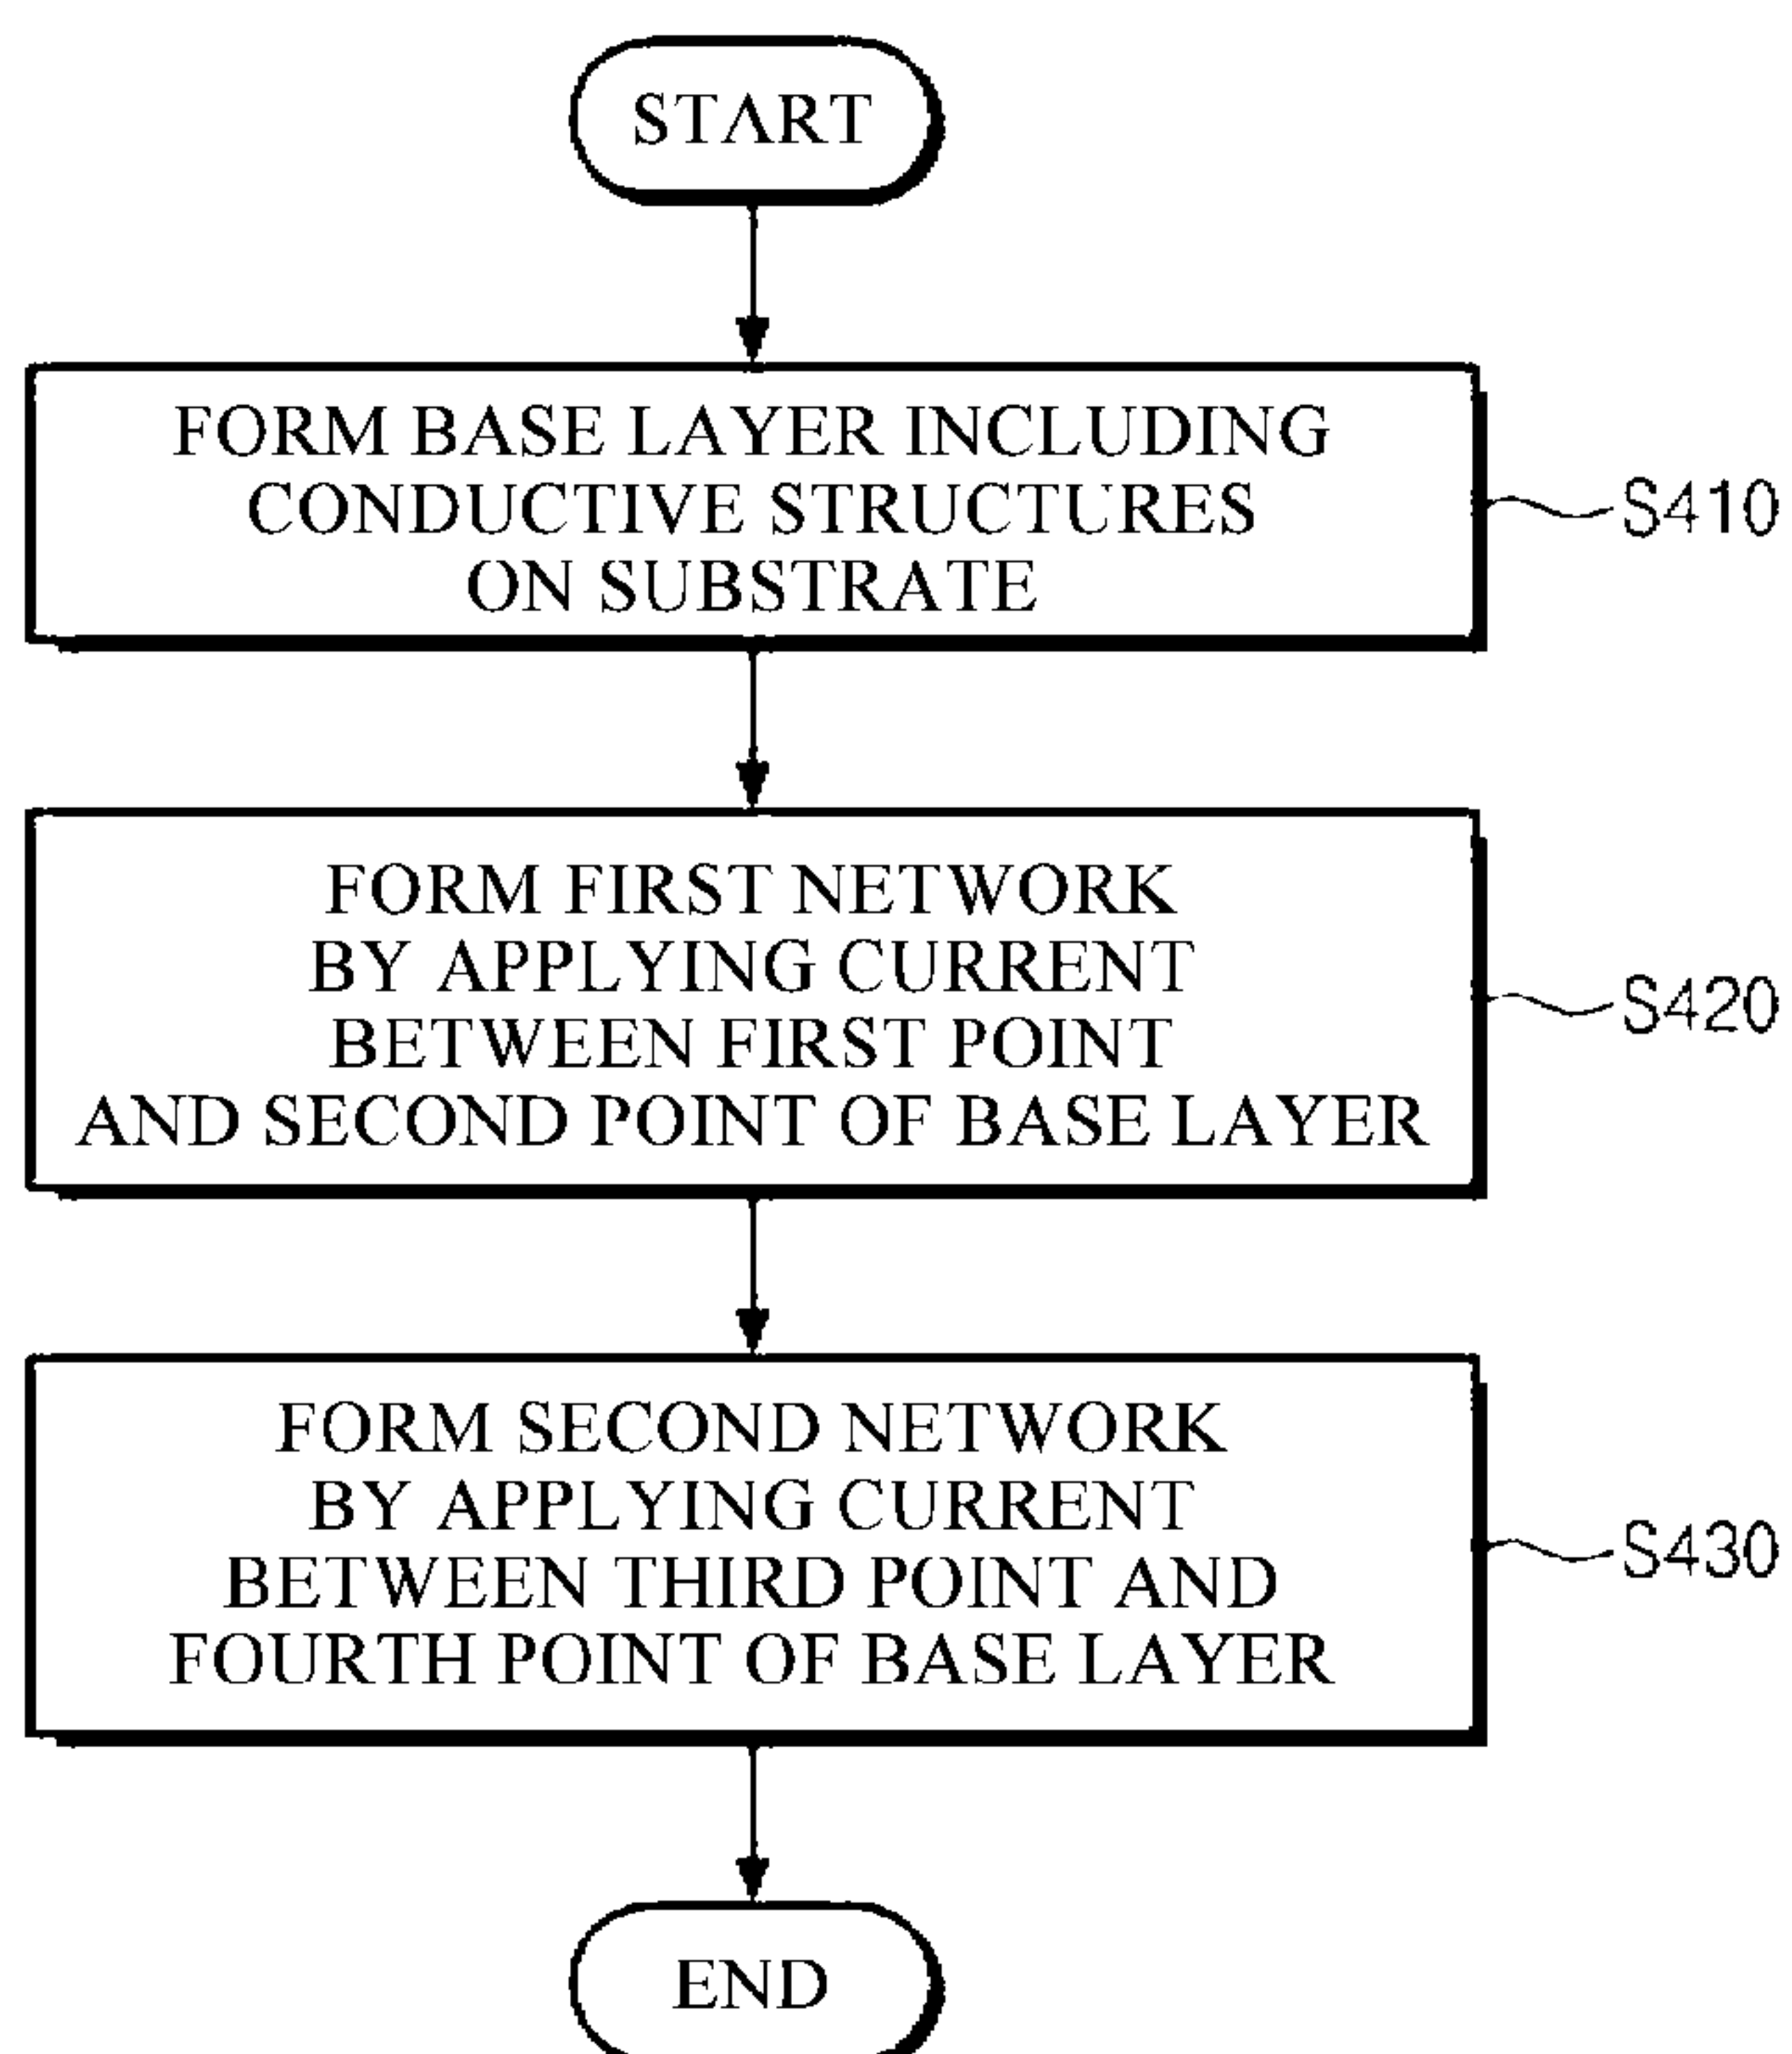 START
FORM BASE LAYER INCLUDING
CONDUCTIVE STRUCTURES
ON SUBSTRATE
S410
FORM FIRST NETWORK
BY APPLYING CURRENT
BETWEEN FIRST POINT
AND SECOND POINT OF BASE LAYER
S420
FORM SECOND NETWORK
BY APPLYING CURRENT
BETWEEN THIRD POINT AND
FOURTH POINT OF BASE LAYER
S430
END